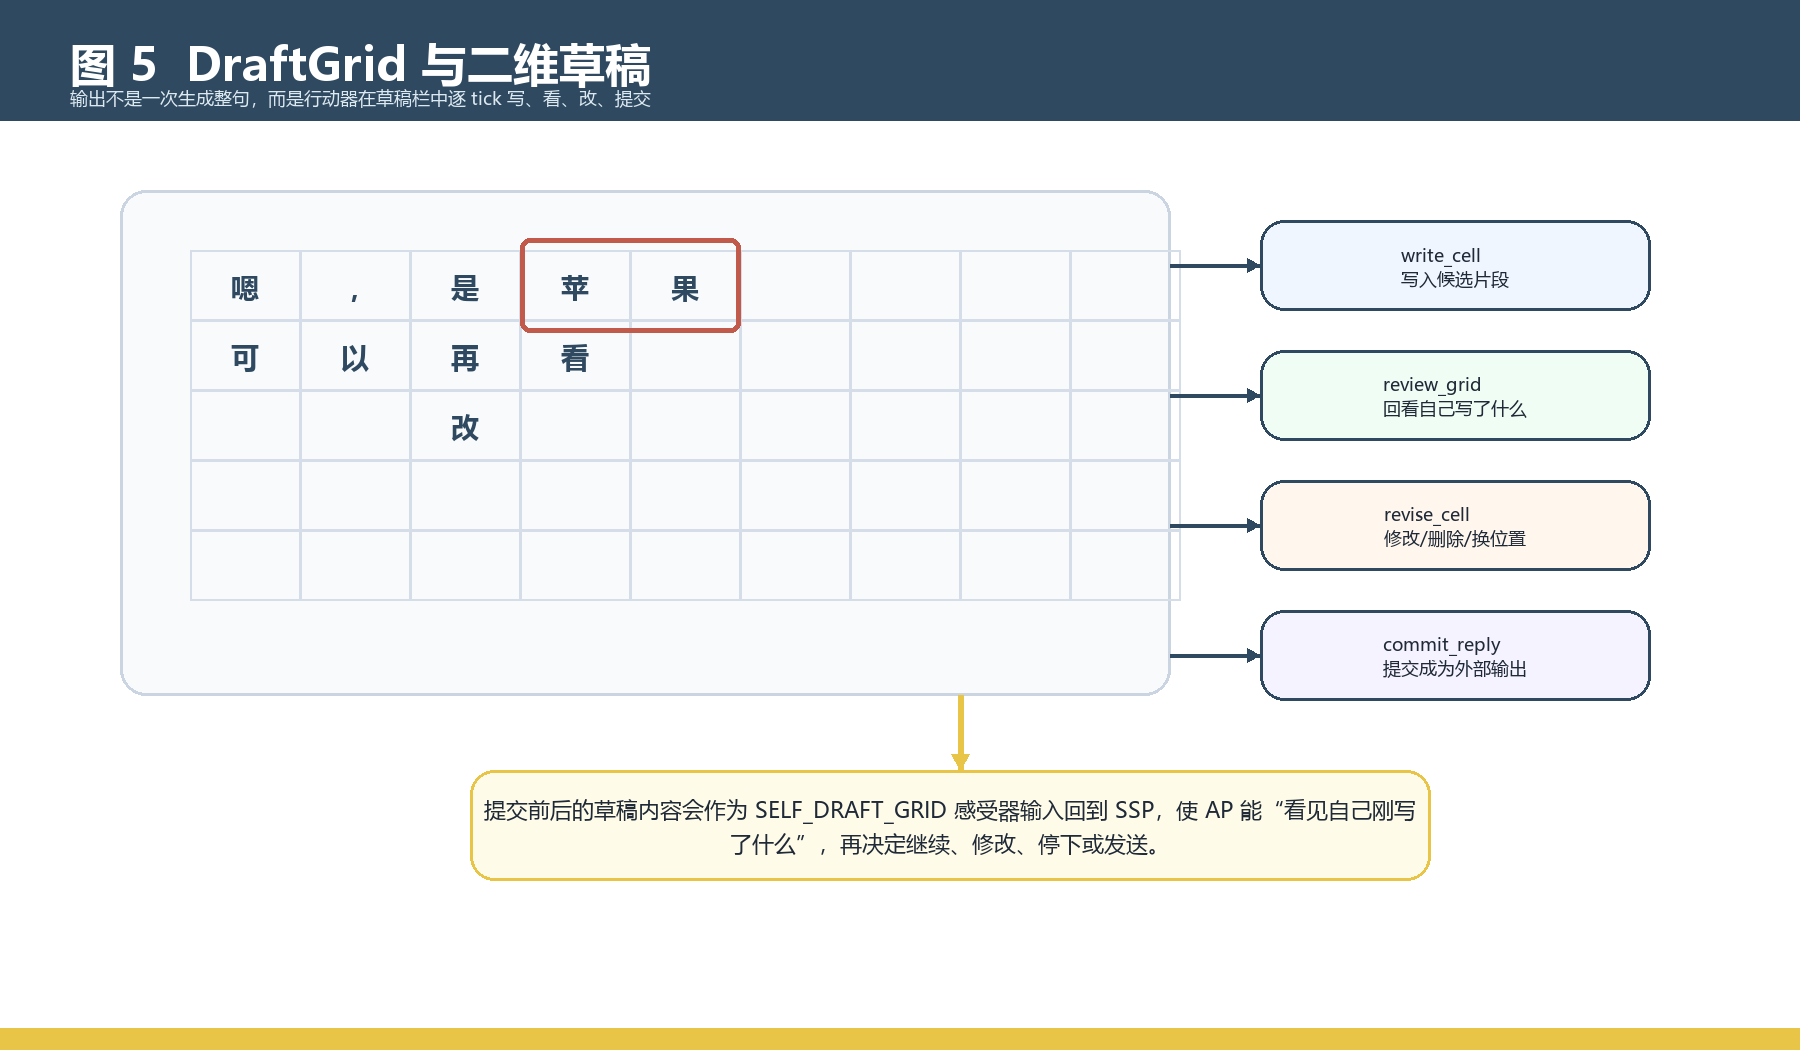 图 5 DraftGrid 与二维草稿
输出不是一次生成整句，而是行动器在草稿栏中逐 tick 写、看、改、提交
嗯 ， 是 苹 果
可 以 再 看
改
write_cell
写入候选片段
review_grid
回看自己写了什么
revise_cell
修改/删除/换位置
commit_reply
提交成为外部输出
提交前后的草稿内容会作为 SELF_DRAFT_GRID 感受器输入回到 SSP，使 AP 能“看见自己刚写
了什么”，再决定继续、修改、停下或发送。